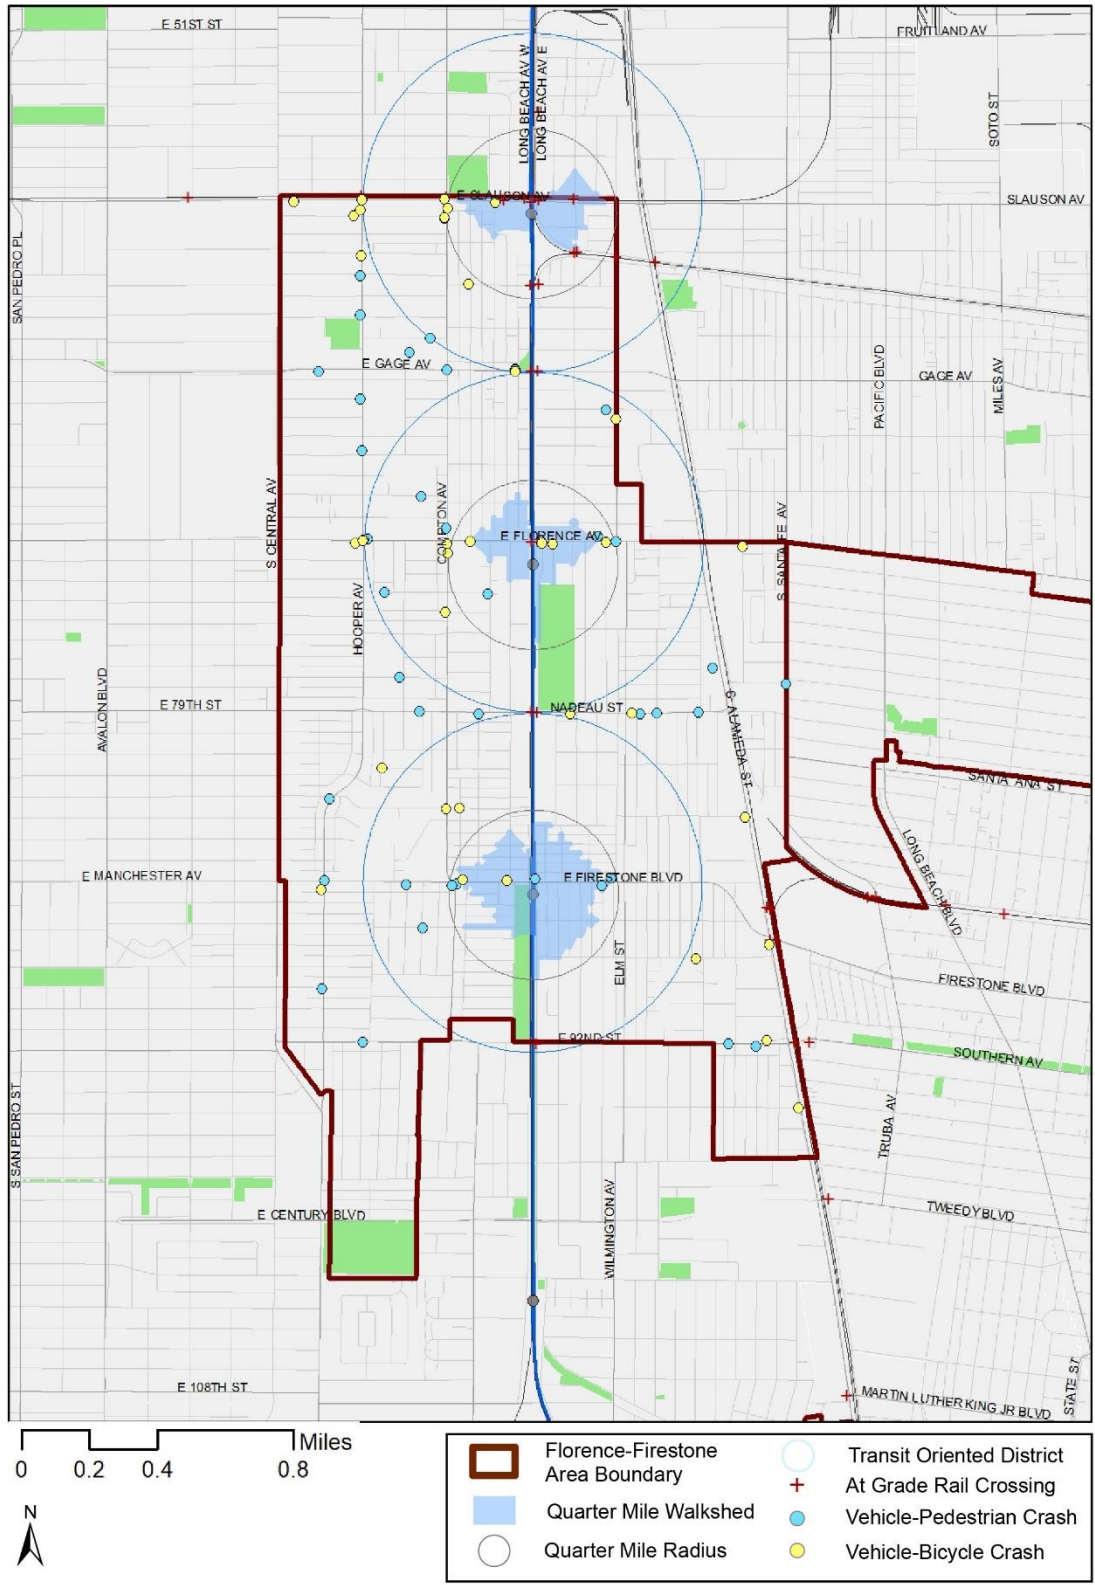 E 51ST ST
FRUITLAND AV
LONG BEACH AV W
LONG BEACH AV E
SOTO ST
E SLAUSON AV
SLAUSON AV
SAN PEDRO PL
E GAGE AV
GAGE AV
PACIFIC BLVD
MILES AV
S CENTRAL AV
COMPTON AV
E FLORENCE AV
S SANTA FE AV
HOOPER AV
AVALON BLVD
E 79TH ST
NADEAU ST
S ALAMEDA ST
SANTA ANA ST
LONG BEACH BLVD
E MANCHESTER AV
E FIRESTONE BLVD
ELM ST
FIRESTONE BLVD
E 92ND ST
SOUTHERN AV
S SAN PEDRO ST
TRUBA AV
E CENTURY BLVD
WILMINGTON AV
TWEEDY BLVD
E 108TH ST
MARTIN LUTHER KING JR BLVD
STATE ST
Miles
0 0.2 0.4 0.8
N
Florence-Firestone
Area Boundary
Quarter Mile Walkshed
Quarter Mile Radius
Transit Oriented District
At Grade Rail Crossing
Vehicle-Pedestrian Crash
Vehicle-Bicycle Crash